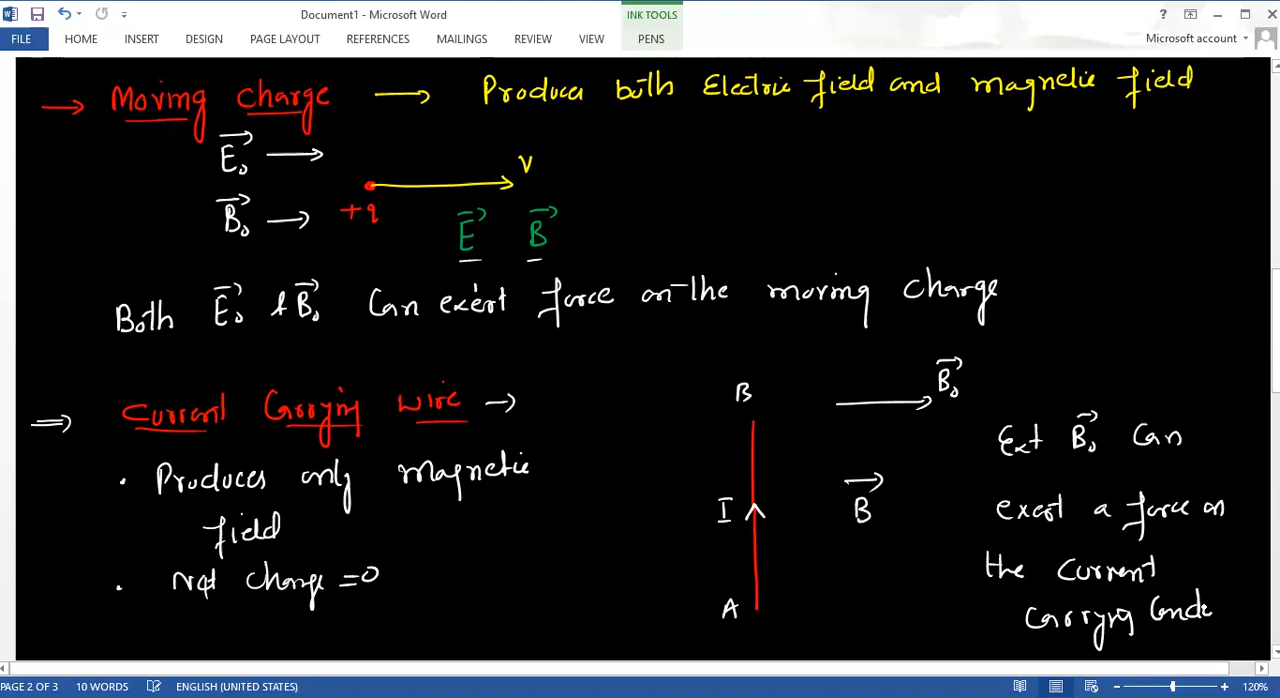 Document1 - Microsoft Word
INK TOOLS
FILE HOME INSERT DESIGN PAGE LAYOUT REFERENCES MAILINGS REVIEW VIEW PENS Microsoft account
→ Moving Charge → Produces both Electric field and magnetic field
E₀ →
V
B₀ → +q
E B
Both E₀ & B₀ Can exert force on the moving charge
B B₀
⇒ Current Carrying wire →
Ext B₀ Can
• Produces only magnetic
I B exert a force on
field
the current
• Net charge = 0
A carrying Condc
PAGE 2 OF 3 10 WORDS ENGLISH (UNITED STATES) 120%